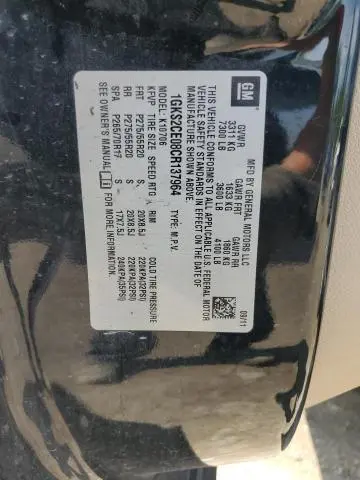 GM
MFD BY GENERAL MOTORS LLC
09/11
GVWR GAWR FRT GAWR RR
3311 KG 1633 KG 1860 KG
7300 LB 3600 LB 4100 LB
THIS VEHICLE CONFORMS TO ALL APPLICABLE U.S. FEDERAL MOTOR
VEHICLE SAFETY STANDARDS IN EFFECT ON THE DATE OF
MANUFACTURE SHOWN ABOVE.
1GKS2CE08CR137964 TYPE: M.P.V.
MODEL: K10706
KFVP TIRE SIZE SPEED RTG RIM COLD TIRE PRESSURE
FRT P275/55R20 S 20X8.5J 220KPA(32PSI)
RR P275/55R20 S 20X8.5J 220KPA(32PSI)
SPA P265/70R17 S 17X7.5J 240KPA(35PSI)
SEE OWNER'S MANUAL